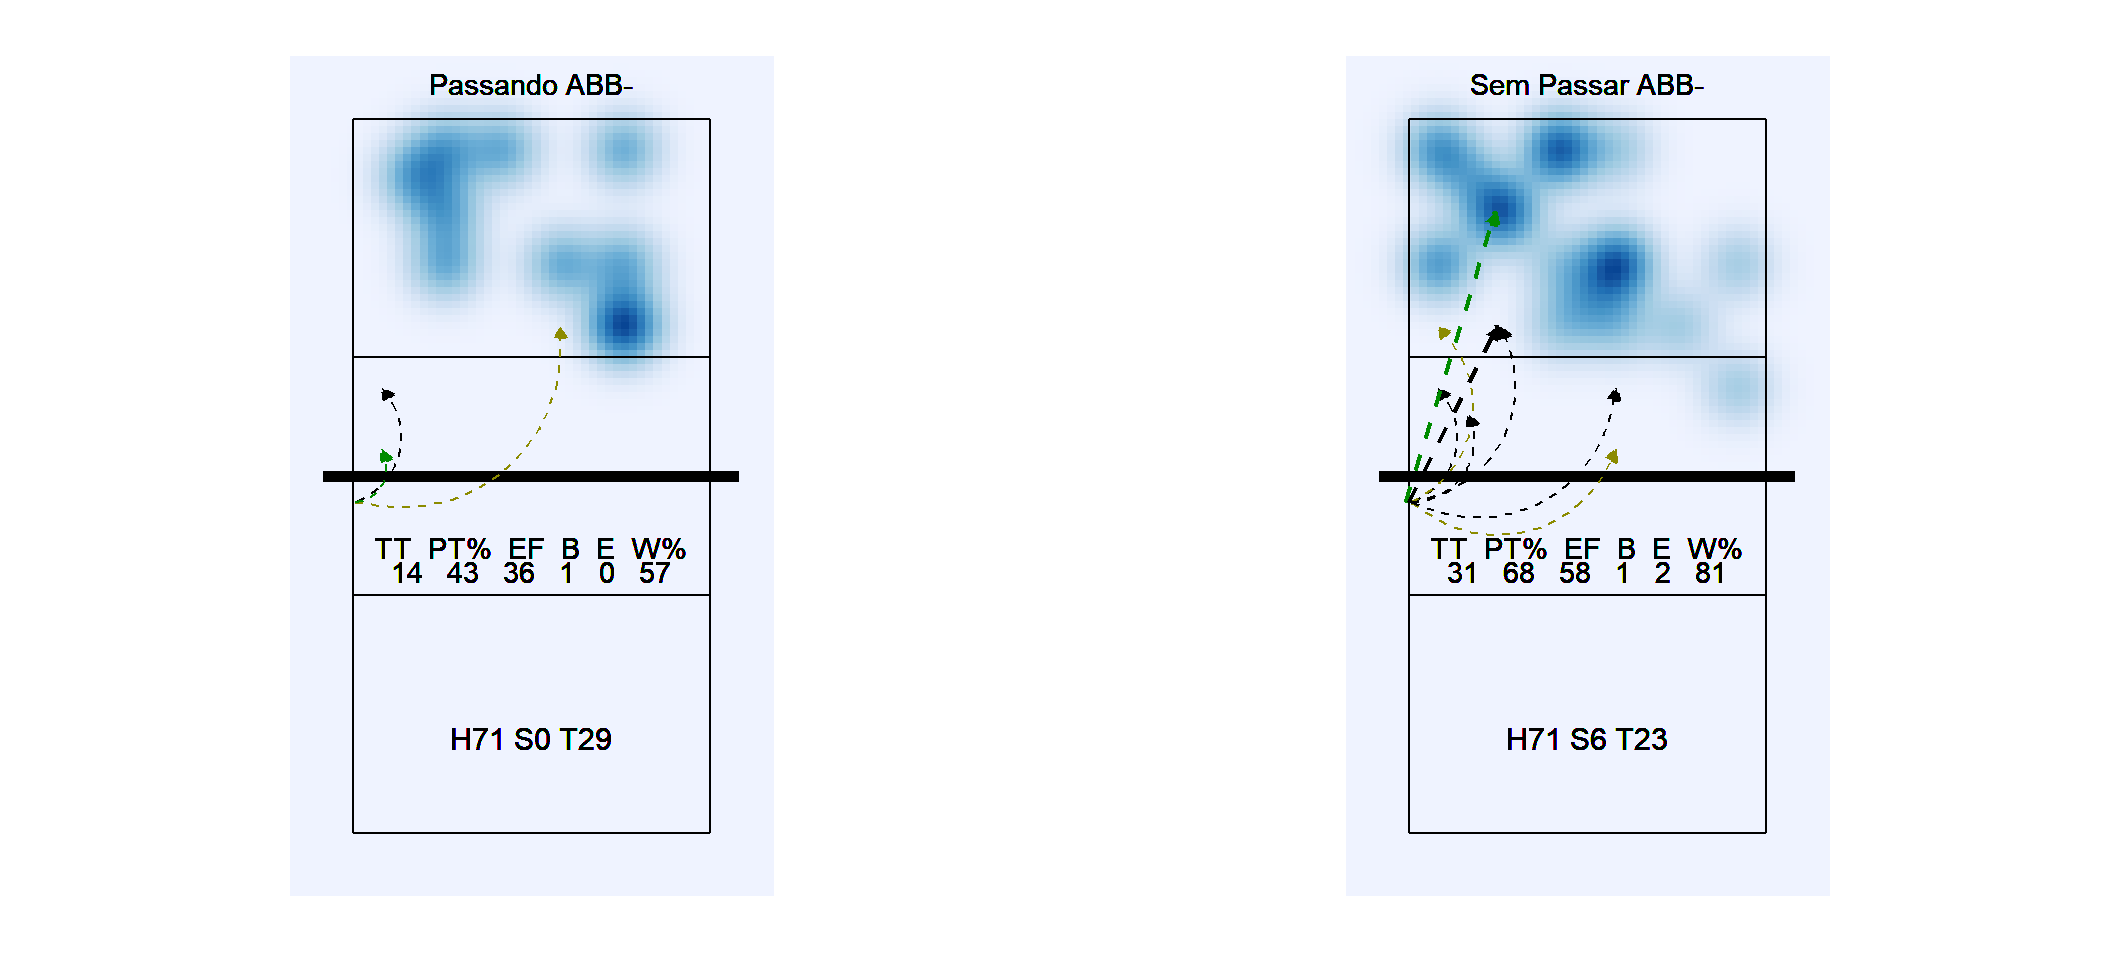 Passando ABB-
TT PT% EF B E W%
14 43 36 1 0 57
H71 S0 T29
Sem Passar ABB-
TT PT% EF B E W%
31 68 58 1 2 81
H71 S6 T23